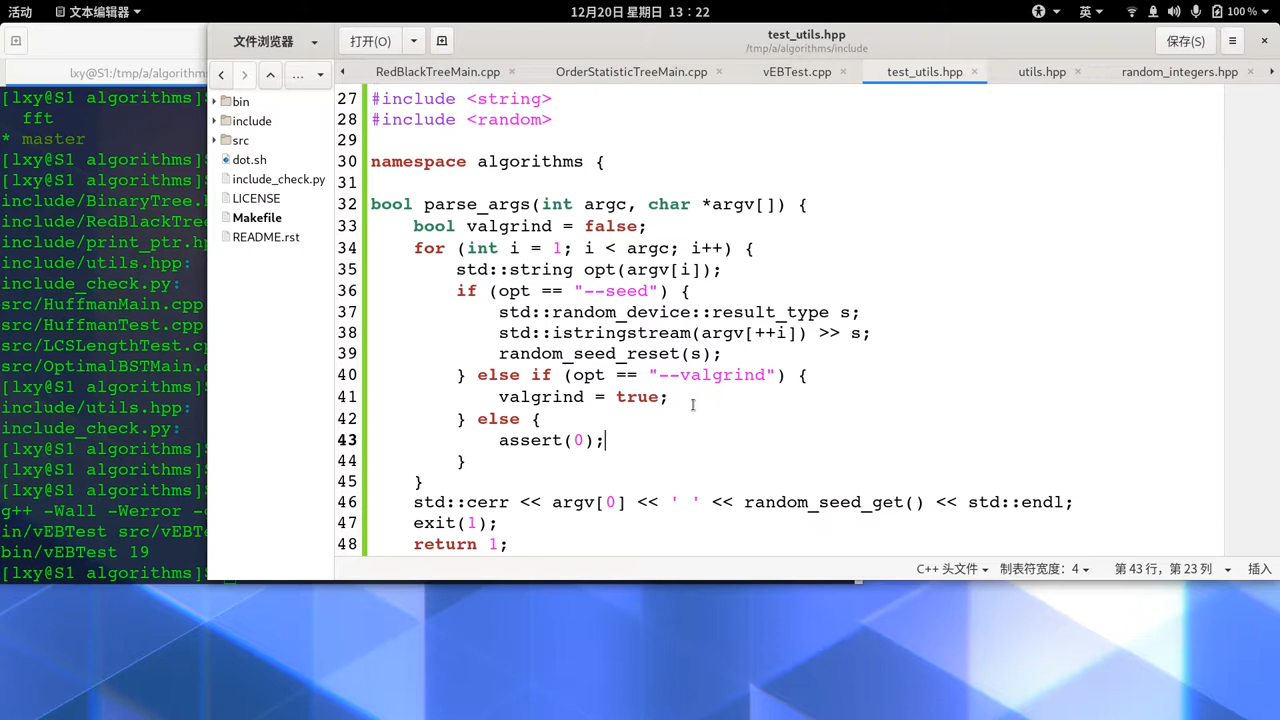 活动 文本编辑器 12月20日 星期日 13：22 英 100 %
lxy@S1:/tmp/a/algorithms
[lxy@S1 algorithms]
fft
* master
[lxy@S1 algorithms]
[lxy@S1 algorithms]
include/BinaryTree.
include/RedBlackTre
include/print_ptr.h
include/utils.hpp:
include_check.py:
src/HuffmanMain.cpp
src/HuffmanTest.cpp
src/LCSLengthTest.c
src/OptimalBSTMain.
[lxy@S1 algorithms]
include/utils.hpp:
include_check.py:
[lxy@S1 algorithms]
[lxy@S1 algorithms]
[lxy@S1 algorithms]
g++ -Wall -Werror -
in/vEBTest src/vEBT
bin/vEBTest 19
[lxy@S1 algorithms]
文件浏览器
...
bin
include
src
dot.sh
include_check.py
LICENSE
Makefile
README.rst
打开(O)
test_utils.hpp
/tmp/a/algorithms/include
保存(S)
RedBlackTreeMain.cpp × OrderStatisticTreeMain.cpp × vEBTest.cpp × test_utils.hpp × utils.hpp × random_integers.hpp ×
27 #include <string>
28 #include <random>
29
30 namespace algorithms {
31
32 bool parse_args(int argc, char *argv[]) {
33 bool valgrind = false;
34 for (int i = 1; i < argc; i++) {
35 std::string opt(argv[i]);
36 if (opt == "--seed") {
37 std::random_device::result_type s;
38 std::istringstream(argv[++i]) >> s;
39 random_seed_reset(s);
40 } else if (opt == "--valgrind") {
41 valgrind = true;
42 } else {
43 assert(0);
44 }
45 }
46 std::cerr << argv[0] << ' ' << random_seed_get() << std::endl;
47 exit(1);
48 return 1;
C++ 头文件 制表符宽度：4 第 43 行，第 23 列 插入